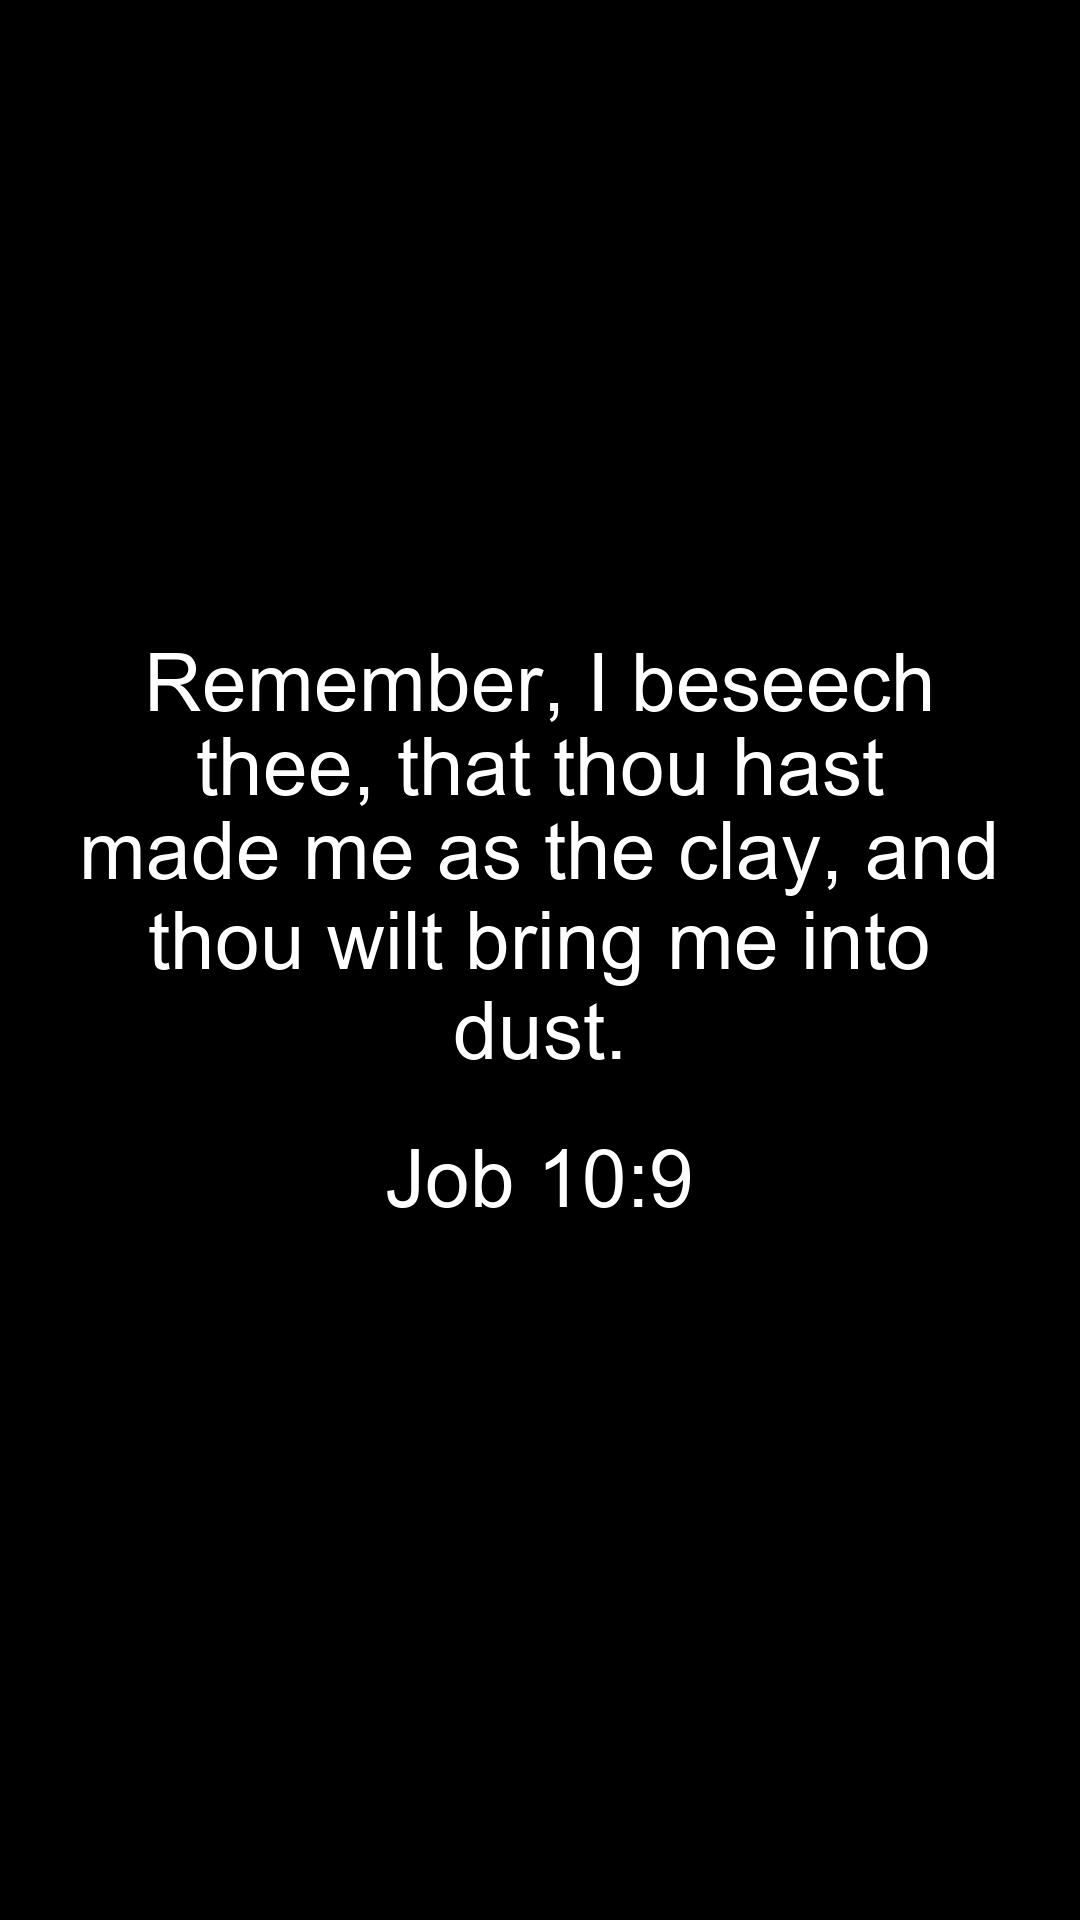 Remember, I beseech
thee, that thou hast
made me as the clay, and
thou wilt bring me into
dust.
Job 10:9